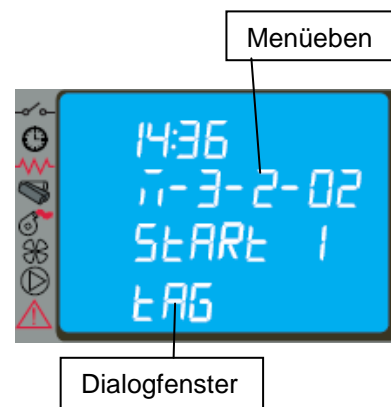 Menüeben
14:36
n-3-2-02
StARt 1
tAG
Dialogfenster